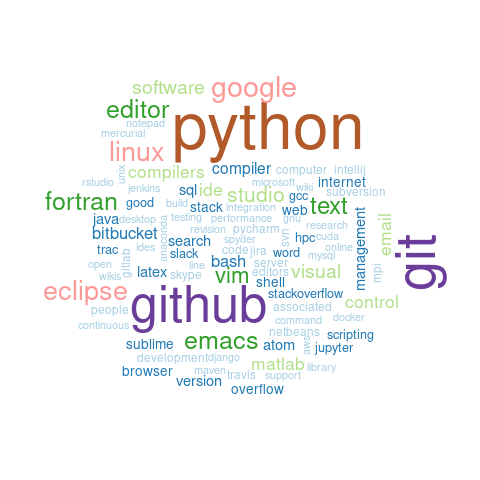 software
google
editor
python
notepad
mercurial
linux
compilers
compiler
computer
intellij
unix
rstudio
jenkins
microsoft
wiki
internet
subversion
fortran
good
build
sql
ide
studio
gcc
stack
integration
web
text
java
desktop
testing
performance
gnu
research
email
bitbucket
anaconda
revision
pycharm
svn
hpc
cuda
management
git
trac
ides
search
spyder
online
slack
code
jira
word
mysql
open
gitlab
line
bash
server
wikis
latex
skype
vim
editors
visual
mpi
shell
eclipse
github
stackoverflow
people
associated
control
continuous
command
docker
emacs
netbeans
scripting
sublime
atom
aws
jupyter
development
django
matlab
library
browser
maven
travis
support
version
overflow